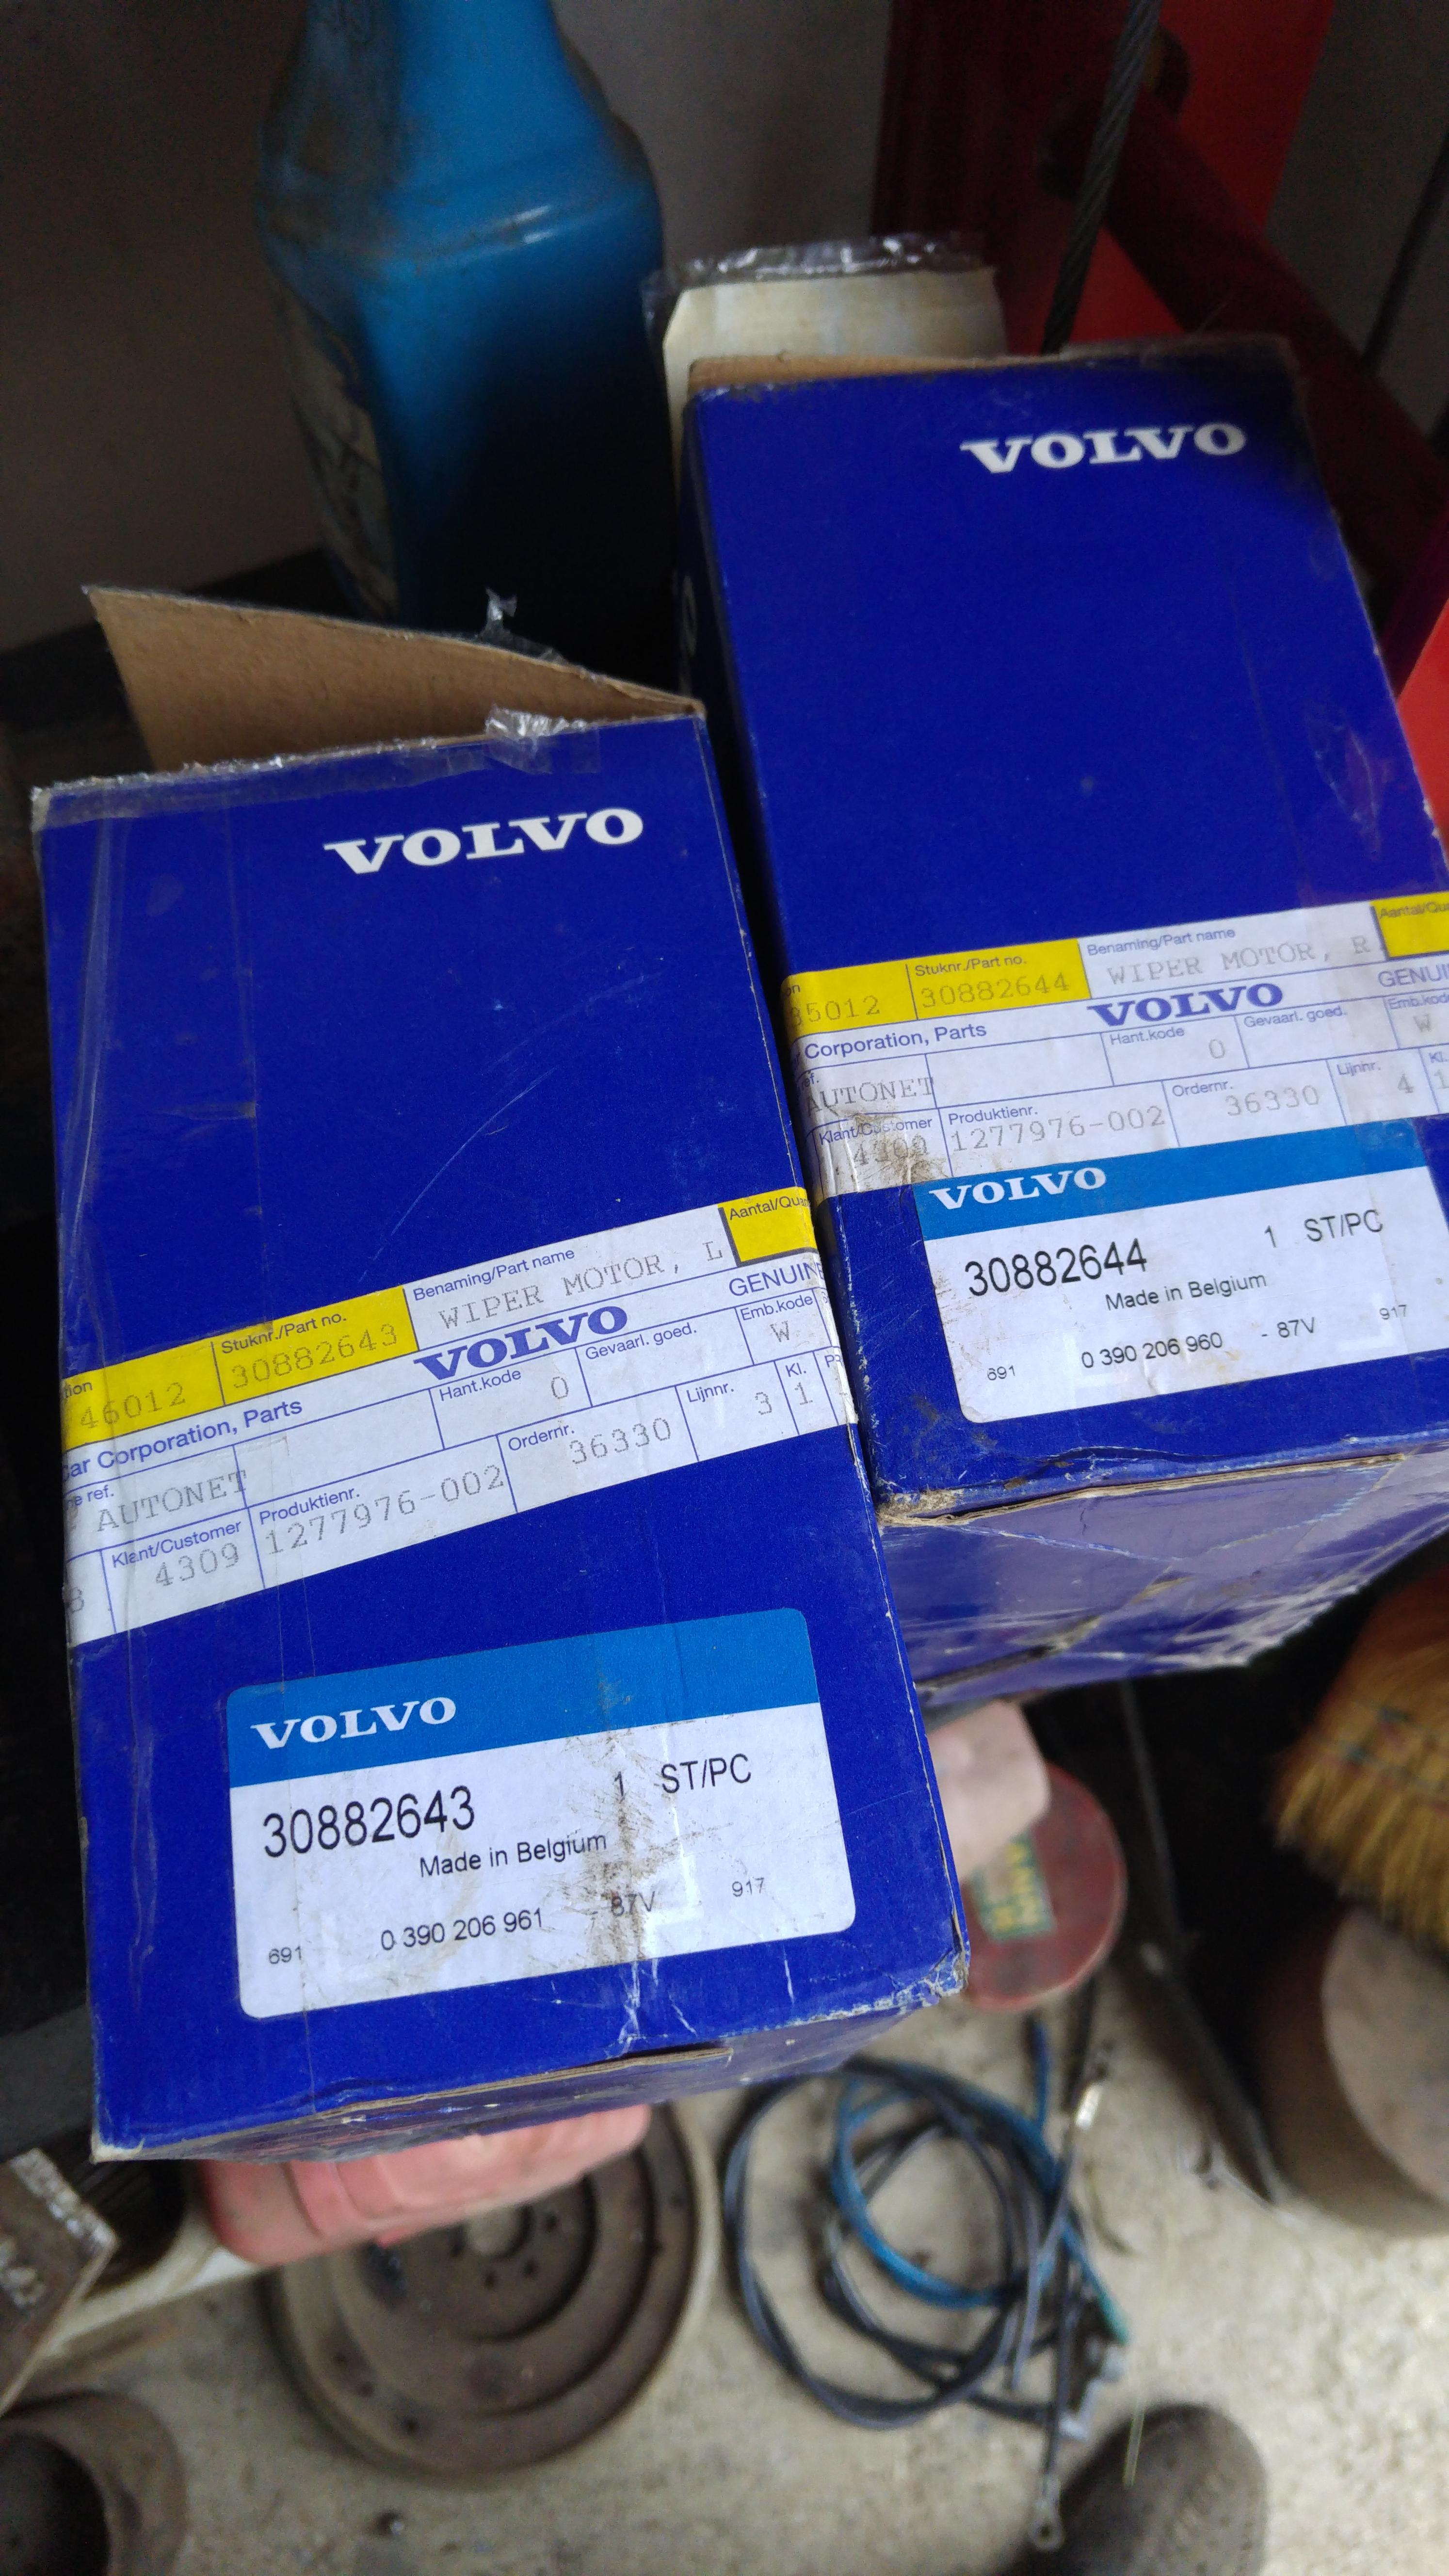 VOLVO
Stuknr./Part no.
Benaming/Part name
46012
30882643
WIPER MOTOR, L
VOLVO
Corporation, Parts
Hant.kode
Gevaarl. goed.
Emb.kode
0
W
AUTONET
Klant/Customer
Produktienr.
Ordernr.
Lijnnr.
Kl.
4309
1277976-002
36330
3
1
VOLVO
30882643
1 ST/PC
Made in Belgium
691
0 390 206 961
- 87V
917
VOLVO
Stuknr./Part no.
Benaming/Part name
30882644
WIPER MOTOR, R
VOLVO
Corporation, Parts
Hant.kode
Gevaarl. goed.
0
W
AUTONET
Klant/Customer
Produktienr.
Ordernr.
Lijnnr.
Kl.
1277976-002
36330
4
VOLVO
30882644
1 ST/PC
Made in Belgium
691
0 390 206 960
- 87V
917